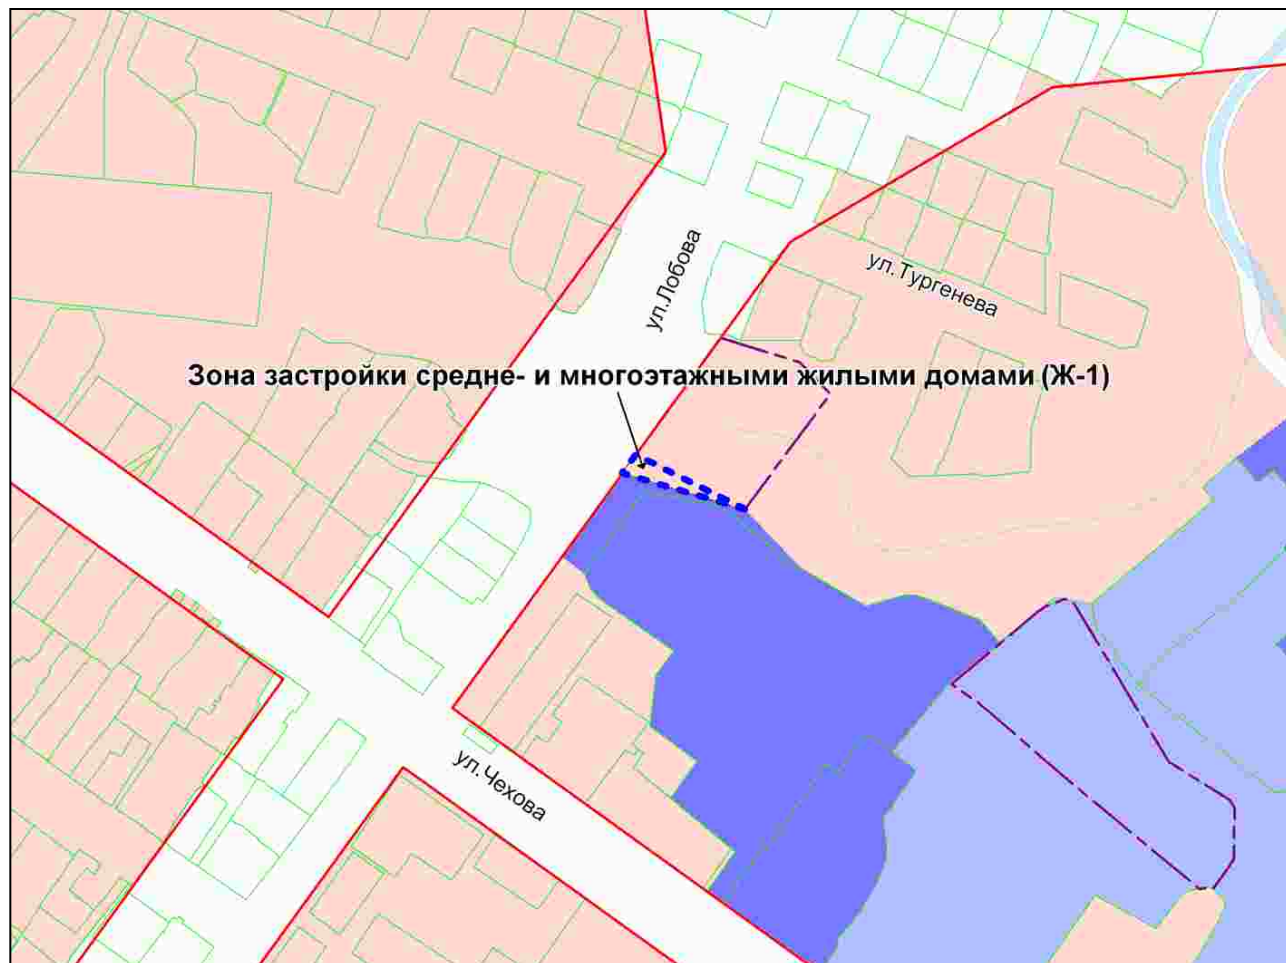 ул.Лобова
ул.Тургенева
Зона застройки средне- и многоэтажными жилыми домами (Ж-1)
ул.Чехова